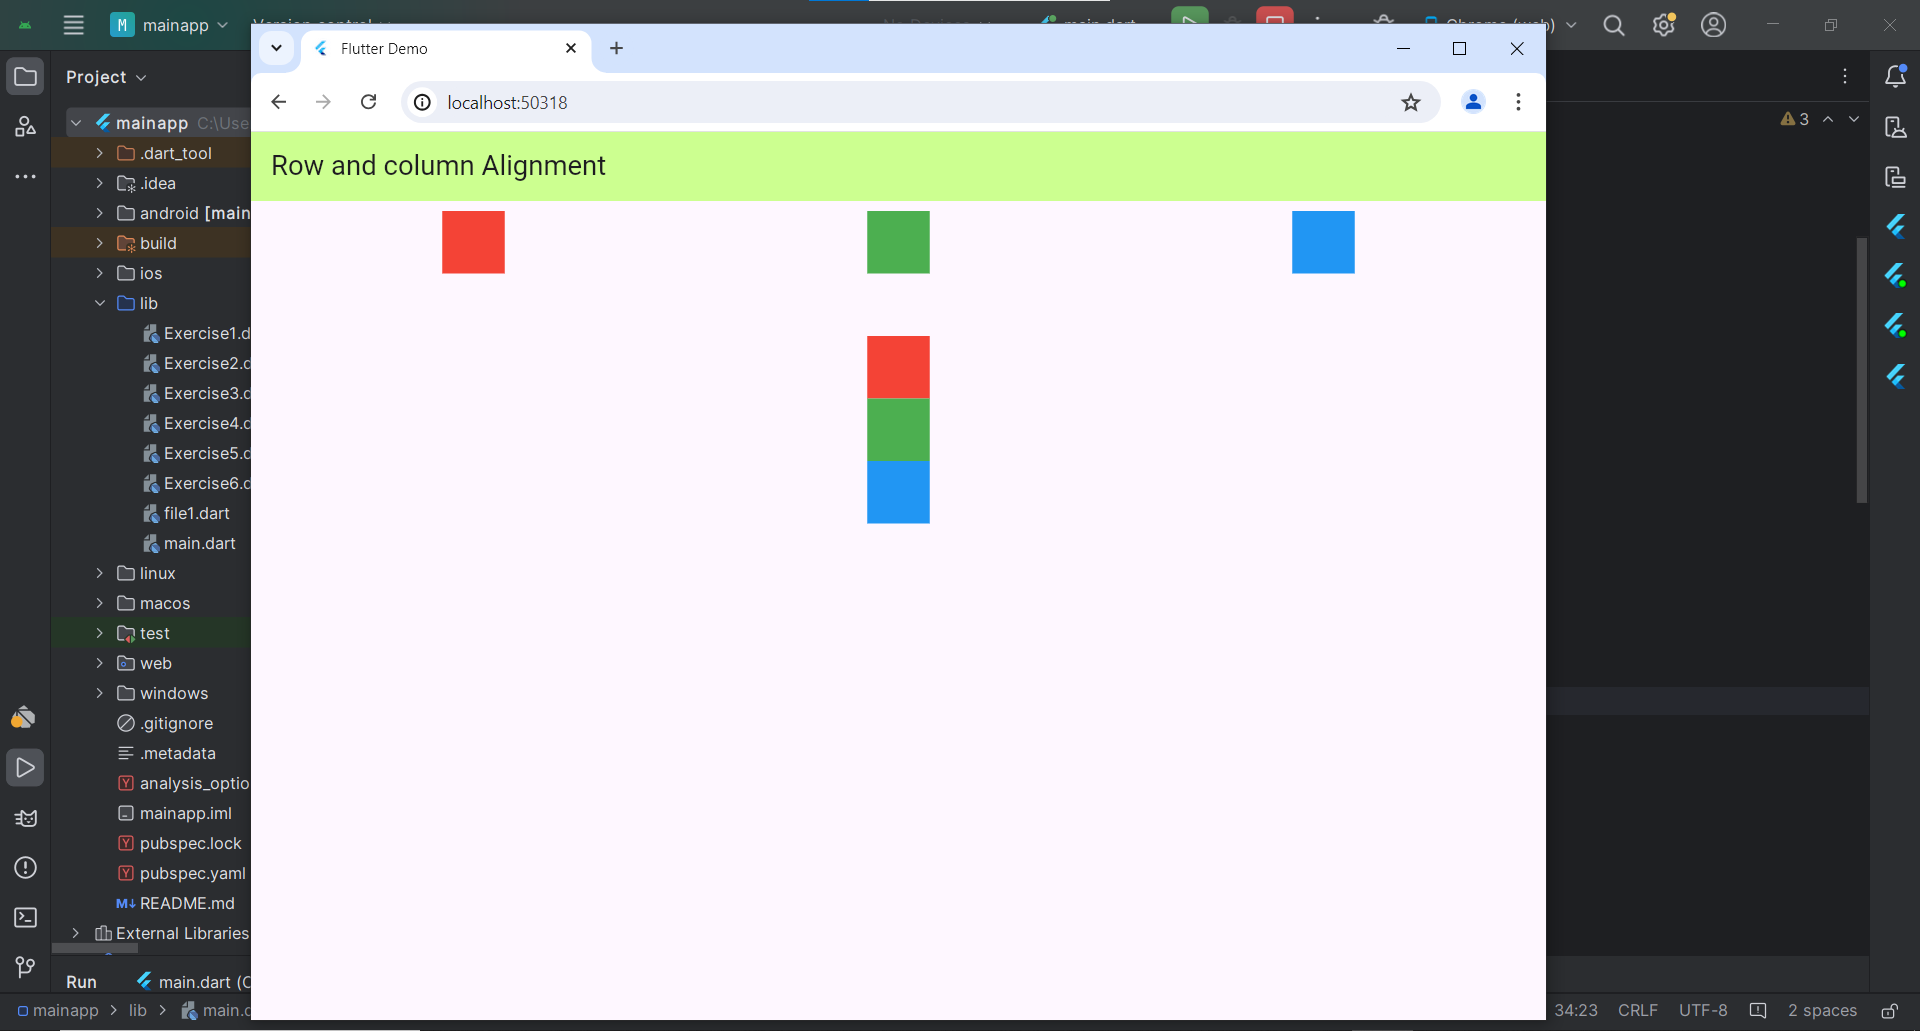 M mainapp
Flutter Demo
Project
localhost:50318
mainapp C:\Use
3
Row and column Alignment
.dart_tool
.idea
android [main
build
ios
lib
Exercise1.d
Exercise2.d
Exercise3.d
Exercise4.d
Exercise5.d
Exercise6.d
file1.dart
main.dart
linux
macos
test
web
windows
.gitignore
.metadata
Y analysis_optio
mainapp.iml
Y pubspec.lock
Y pubspec.yaml
M↓ README.md
External Libraries
Run main.dart (C
mainapp > lib > main.d 34:23 CRLF UTF-8 2 spaces